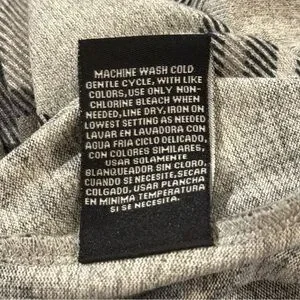 MACHINE WASH COLD
GENTLE CYCLE, WITH LIKE
COLORS, USE ONLY NON-
CHLORINE BLEACH WHEN
NEEDED, LINE DRY, IRON ON
LOWEST SETTING AS NEEDED
LAVAR EN LAVADORA CON
AGUA FRIA CICLO DELICADO,
CON COLORES SIMILARES,
USAR SOLAMENTE
BLANQUEADOR SIN CLORO,
CUANDO SE NECESITE, SECAR
COLGADO, USAR PLANCHA
EN MINIMA TEMPERATURA
SI SE NECESITA.